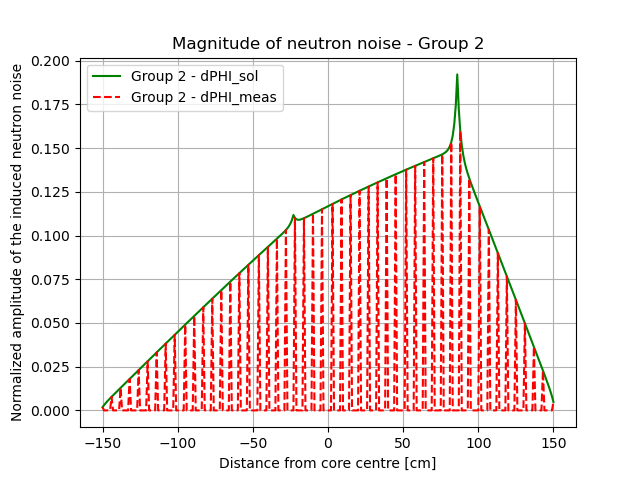 Magnitude of neutron noise - Group 2
Normalized amplitude of the induced neutron noise
0.200
0.175
0.150
0.125
0.100
0.075
0.050
0.025
0.000
Group 2 - dPHI_sol
Group 2 - dPHI_meas
−150 −100 −50 0 50 100 150
Distance from core centre [cm]